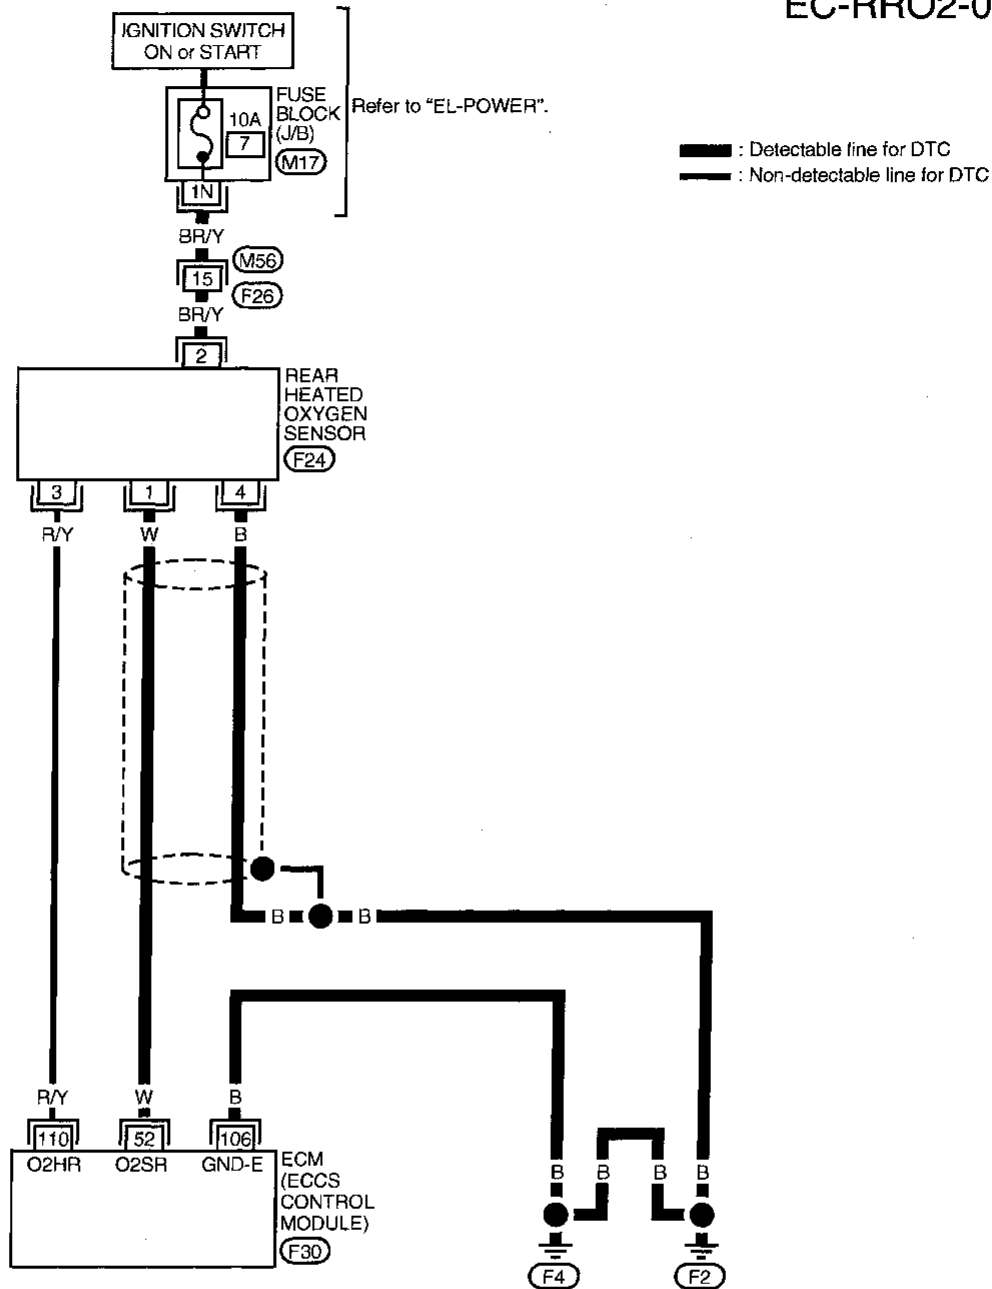 EC-RRO2-0
IGNITION SWITCH
ON or START
FUSE
BLOCK
(J/B)
10A
7
M17
Refer to "EL-POWER".
: Detectable line for DTC
: Non-detectable line for DTC
1N
BR/Y
M56
15
F26
BR/Y
2
REAR
HEATED
OXYGEN
SENSOR
F24
3 1 4
R/Y W B
B B
R/Y W B
110 52 106
O2HR O2SR GND-E
ECM
(ECCS
CONTROL
MODULE)
F30
B B B B
F4 F2